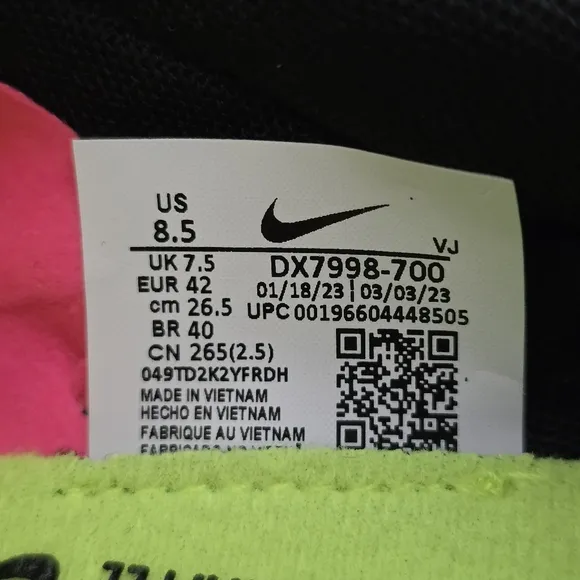 US
8.5
VJ
UK 7.5
DX7998-700
EUR 42
01/18/23 | 03/03/23
cm 26.5
UPC 00196604448505
BR 40
CN 265(2.5)
049TD2K2YFRDH
MADE IN VIETNAM
HECHO EN VIETNAM
FABRIQUE AU VIETNAM